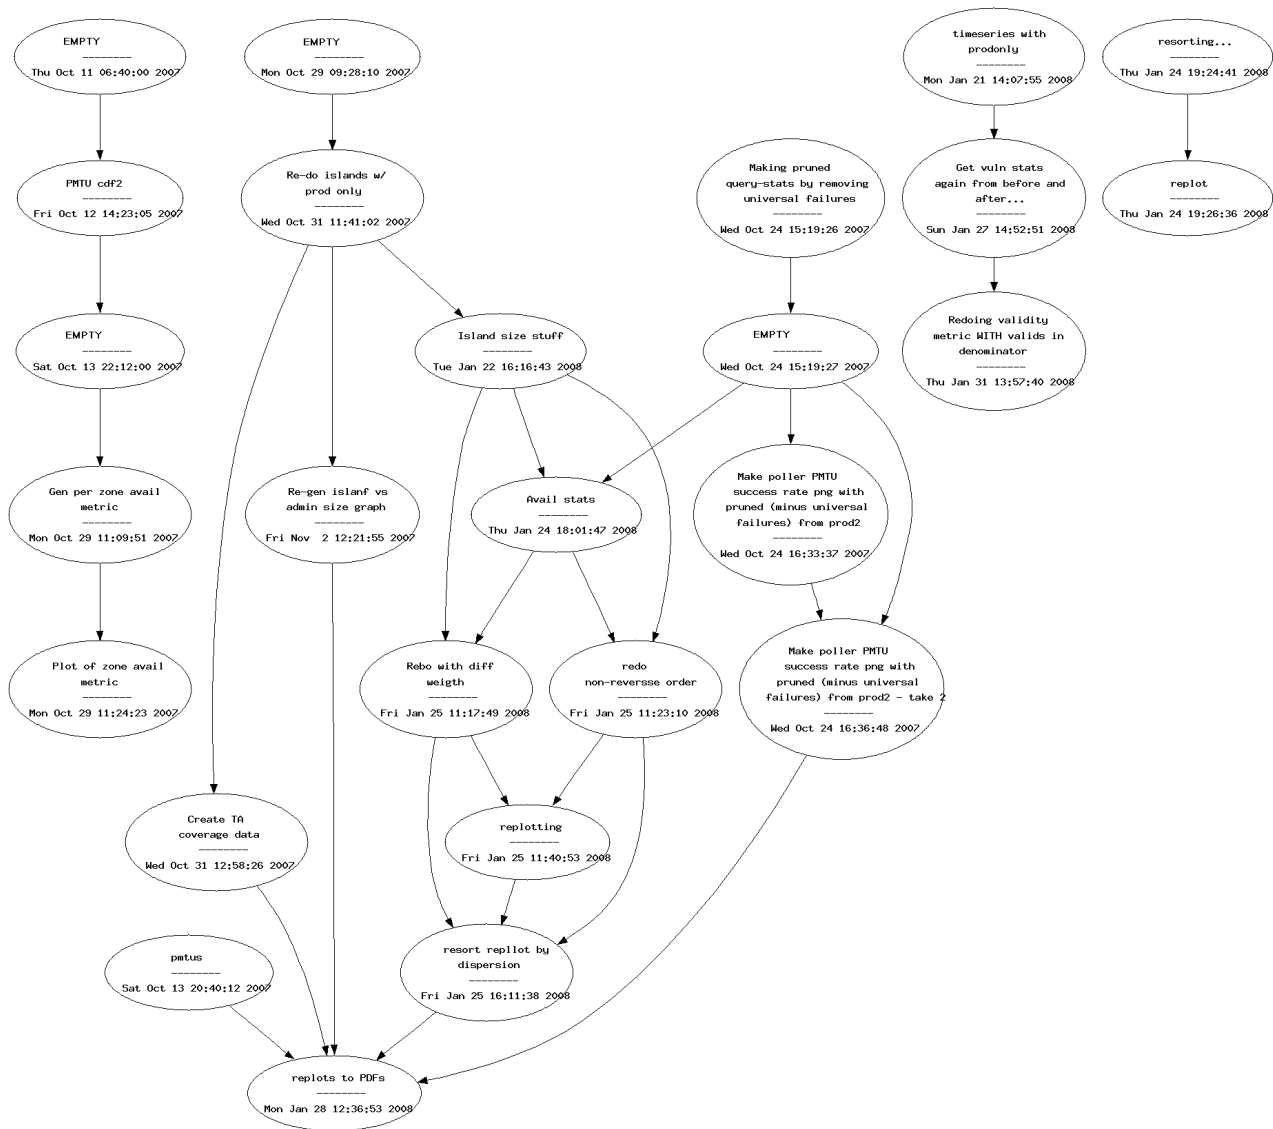 EMPTY
--------
Thu Oct 11 06:40:00 2007
EMPTY
--------
Mon Oct 29 09:28:10 2007
timeseries with
prodonly
--------
Mon Jan 21 14:07:55 2008
resorting...
--------
Thu Jan 24 19:24:41 2008
PMTU cdf2
--------
Fri Oct 12 14:23:05 2007
Re-do islands w/
prod only
--------
Wed Oct 31 11:41:02 2007
Making pruned
query-stats by removing
universal failures
--------
Wed Oct 24 15:19:26 2007
Get vuln stats
again from before and
after...
--------
Sun Jan 27 14:52:51 2008
replot
--------
Thu Jan 24 19:26:36 2008
EMPTY
--------
Sat Oct 13 22:12:00 2007
Island size stuff
--------
Tue Jan 22 16:16:43 2008
EMPTY
--------
Wed Oct 24 15:19:27 2007
Redoing validity
metric WITH valids in
denominator
--------
Thu Jan 31 13:57:40 2008
Gen per zone avail
metric
--------
Mon Oct 29 11:09:51 2007
Re-gen islanf vs
admin size graph
--------
Fri Nov  2 12:21:55 2007
Avail stats
--------
Thu Jan 24 18:01:47 2008
Make poller PMTU
success rate png with
pruned (minus universal
failures) from prod2
--------
Wed Oct 24 16:33:37 2007
Plot of zone avail
metric
--------
Mon Oct 29 11:24:23 2007
Rebo with diff
weigth
--------
Fri Jan 25 11:17:49 2008
redo
non-reversse order
--------
Fri Jan 25 11:23:10 2008
Make poller PMTU
success rate png with
pruned (minus universal
failures) from prod2 - take 2
--------
Wed Oct 24 16:36:48 2007
Create TA
coverage data
--------
Wed Oct 31 12:58:26 2007
replotting
--------
Fri Jan 25 11:40:53 2008
pmtus
--------
Sat Oct 13 20:40:12 2007
resort repllot by
dispersion
--------
Fri Jan 25 16:11:38 2008
replots to PDFs
--------
Mon Jan 28 12:36:53 2008